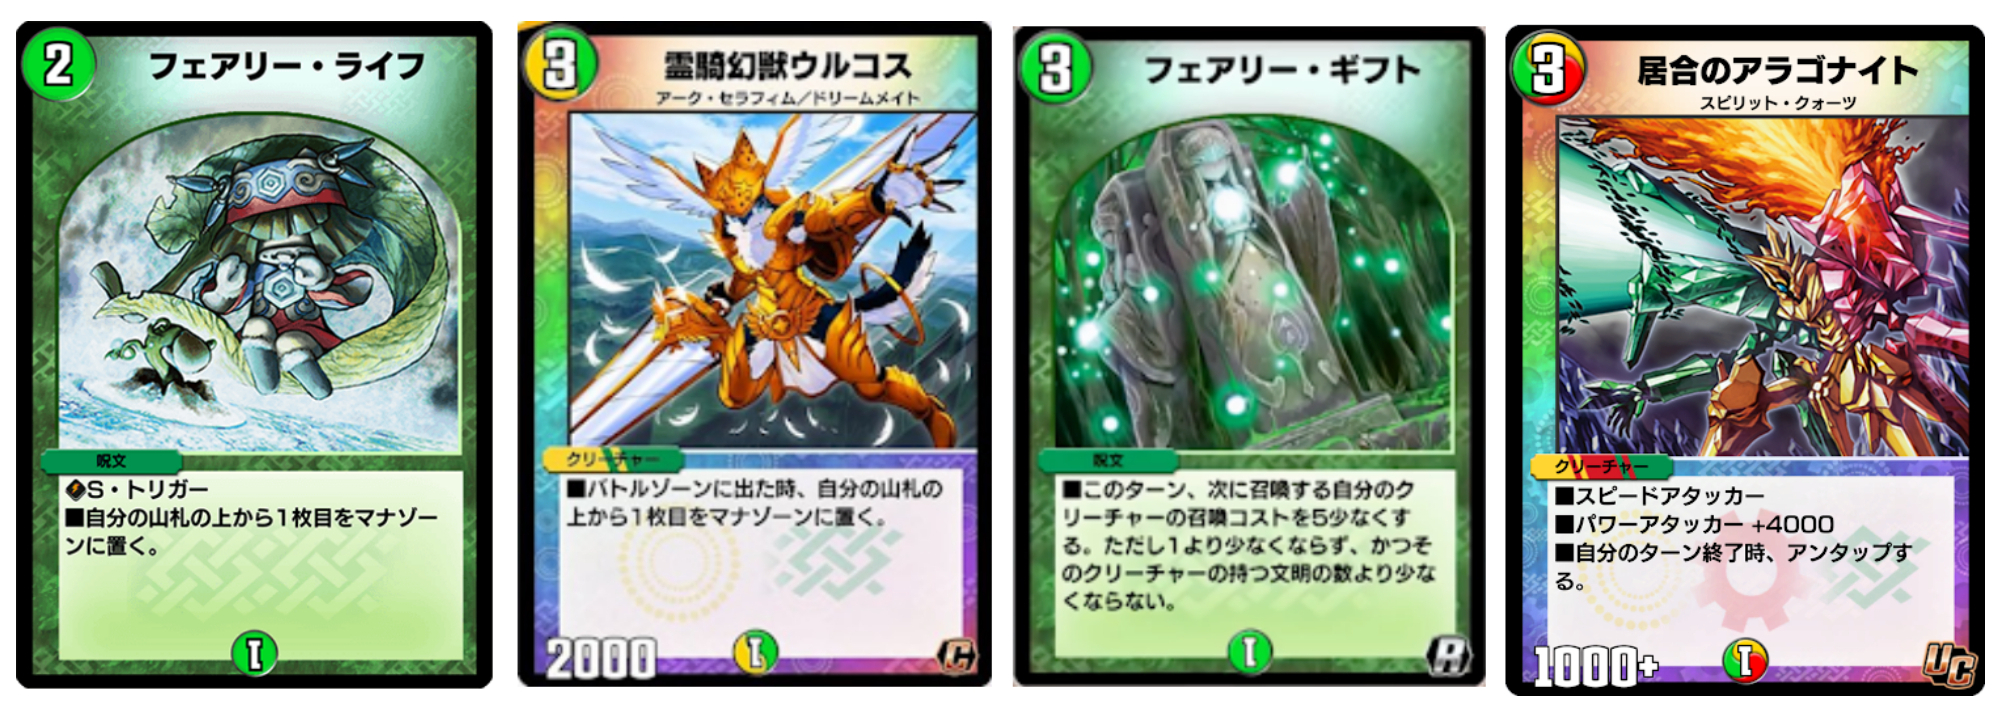 2
フェアリー・ライフ
呪文
S・トリガー
■自分の山札の上から1枚目をマナゾー
ンに置く。
1
3
霊騎幻獣ウルコス
アーク・セラフィム／ドリームメイト
クリーチャー
■バトルゾーンに出た時、自分の山札の
上から1枚目をマナゾーンに置く。
2000
1
C
3
フェアリー・ギフト
呪文
■このターン、次に召喚する自分のク
リーチャーの召喚コストを5少なくす
る。ただし1より少なくならず、かつそ
のクリーチャーの持つ文明の数より少な
くならない。
1
R
3
居合のアラゴナイト
スピリット・クォーツ
クリーチャー
■スピードアタッカー
■パワーアタッカー +4000
■自分のターン終了時、アンタップす
る。
1000+
1
UC